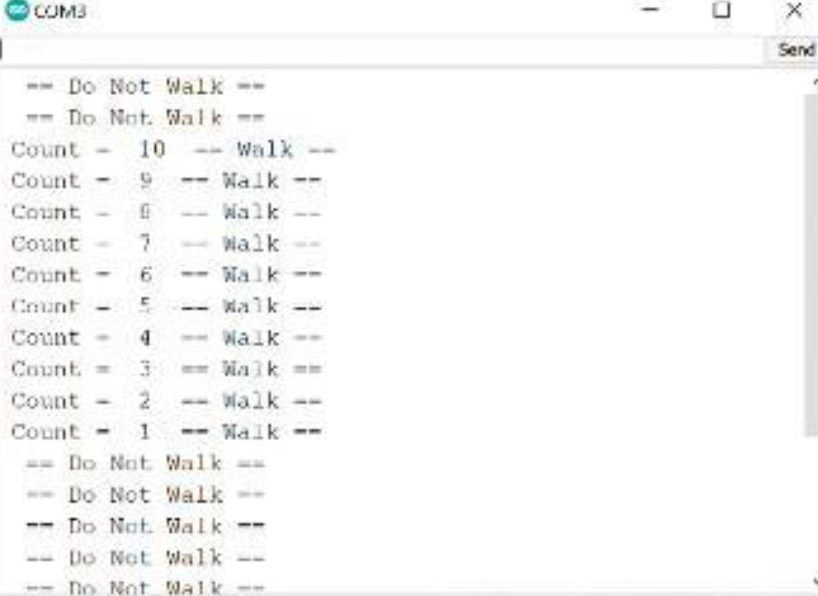 COM3
Send
== Do Not Walk ==
== Do Not Walk ==
Count = 10 == Walk ==
Count = 9 == Walk ==
Count = 8 == Walk ==
Count = 7 == Walk ==
Count = 6 == Walk ==
Count = 5 == Walk ==
Count = 4 == Walk ==
Count = 3 == Walk ==
Count = 2 == Walk ==
Count = 1 == Walk ==
== Do Not Walk ==
== Do Not Walk ==
== Do Not Walk ==
== Do Not Walk ==
== Do Not Walk ==